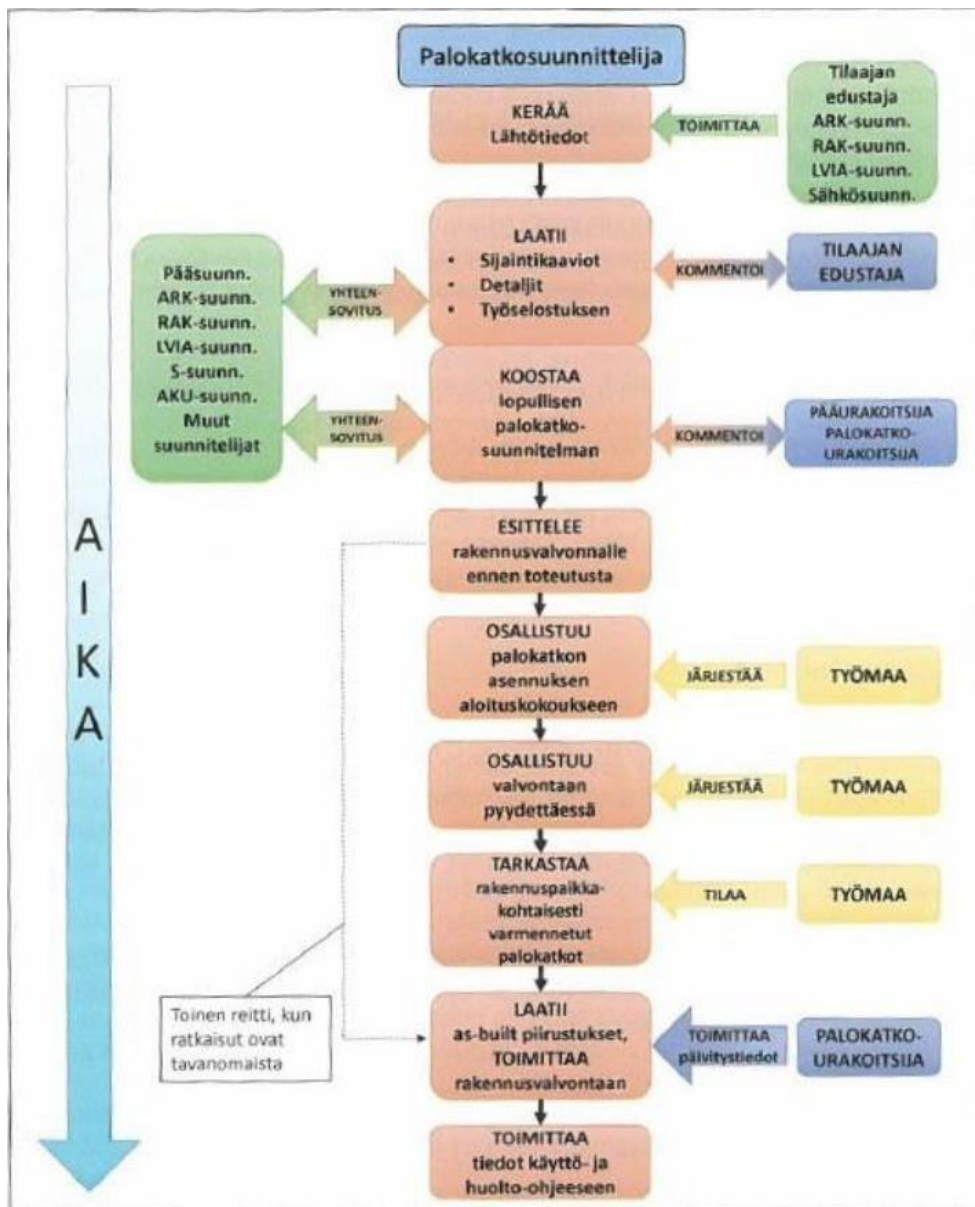 Palokatkosuunnittelija
KERÄÄ
Lähtötiedot
TOIMITTAA
Tilaajan
edustaja
ARK-suunn.
RAK-suunn.
LVIA-suunn.
Sähkösuunn.
LAATII
• Sijaintikaaviot
• Detaljit
• Työselostuksen
KOMMENTOI
TILAAJAN
EDUSTAJA
Pääsuunn.
ARK-suunn.
RAK-suunn.
LVIA-suunn.
S-suunn.
AKU-suunn.
Muut
suunnitelijat
YHTEEN-
SOVITUS
YHTEEN-
SOVITUS
KOOSTAA
lopullisen
palokatko-
suunnitelman
KOMMENTOI
PÄÄURAKOITSIJA
PALOKATKO-
URAKOITSIJA
ESITTELEE
rakennusvalvonnalle
ennen toteutusta
A
I
K
A
OSALLISTUU
palokatkon
asennuksen
aloituskokoukseen
JÄRJESTÄÄ
TYÖMAA
OSALLISTUU
valvontaan
pyydettäessä
JÄRJESTÄÄ
TYÖMAA
TARKASTAA
rakennuspaikka-
kohtaisesti
varmennetut
palokatkot
TILAA
TYÖMAA
Toinen reitti, kun
ratkaisut ovat
tavanomaista
LAATII
as-built piirustukset,
TOIMITTAA
rakennusvalvontaan
TOIMITTAA
päivitystiedot
PALOKATKO-
URAKOITSIJA
TOIMITTAA
tiedot käyttö- ja
huolto-ohjeeseen